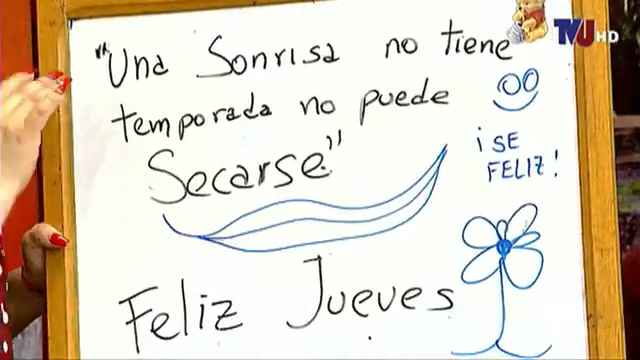 "Una Sonrisa no tiene
temporada no puede
Secarse"
¡SE
FELIZ!
Feliz Jueves
TVU HD